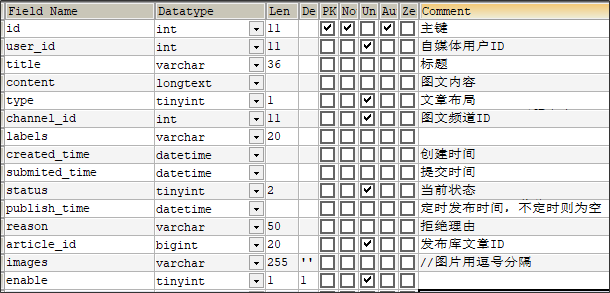 Field Name Datatype Len De PK No Un Au Ze Comment
id int 11 主键
user_id int 11 自媒体用户ID
title varchar 36 标题
content longtext 图文内容
type tinyint 1 文章布局
channel_id int 11 图文频道ID
labels varchar 20
created_time datetime 创建时间
submited_time datetime 提交时间
status tinyint 2 当前状态
publish_time datetime 定时发布时间，不定时则为空
reason varchar 50 拒绝理由
article_id bigint 20 发布库文章ID
images varchar 255 '' //图片用逗号分隔
enable tinyint 1 1